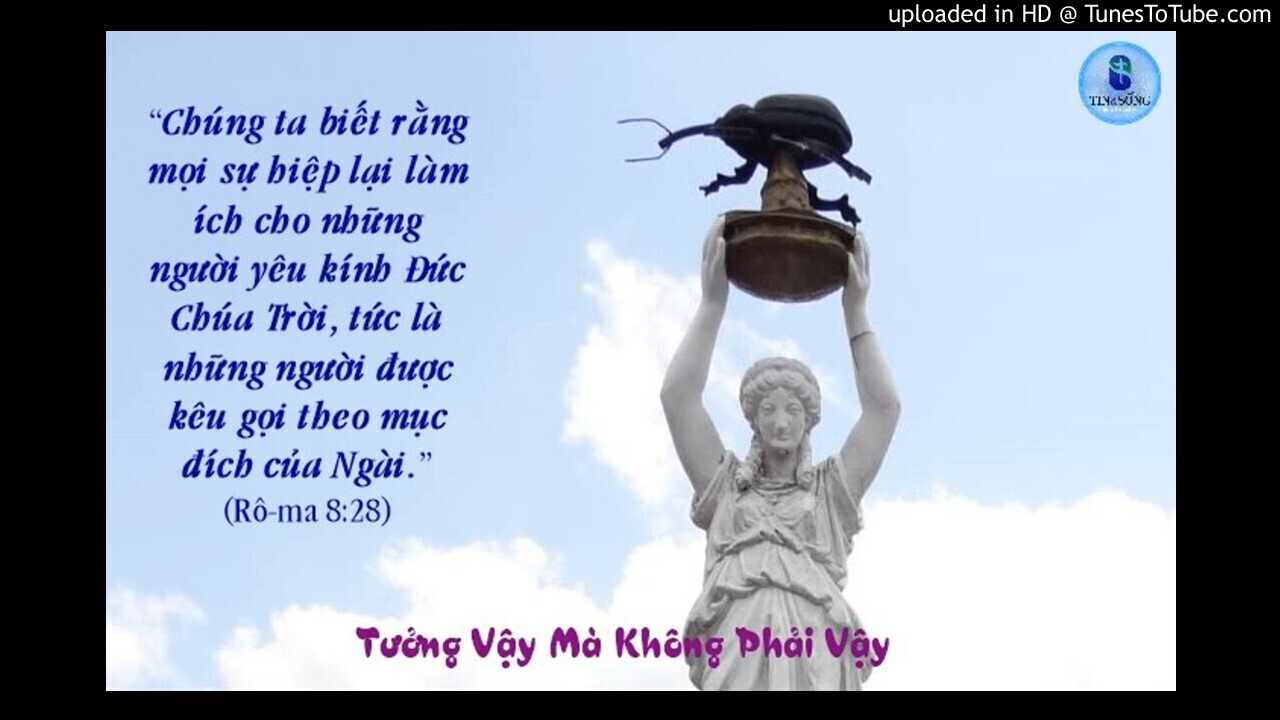 uploaded in HD @ TunesToTube.com
“Chúng ta biết rằng
mọi sự hiệp lại làm
ích cho những
người yêu kính Đức
Chúa Trời, tức là
những người được
kêu gọi theo mục
đích của Ngài.”
(Rô-ma 8:28)
TIN&SỐNG
Tưởng Vậy Mà Không Phải Vậy